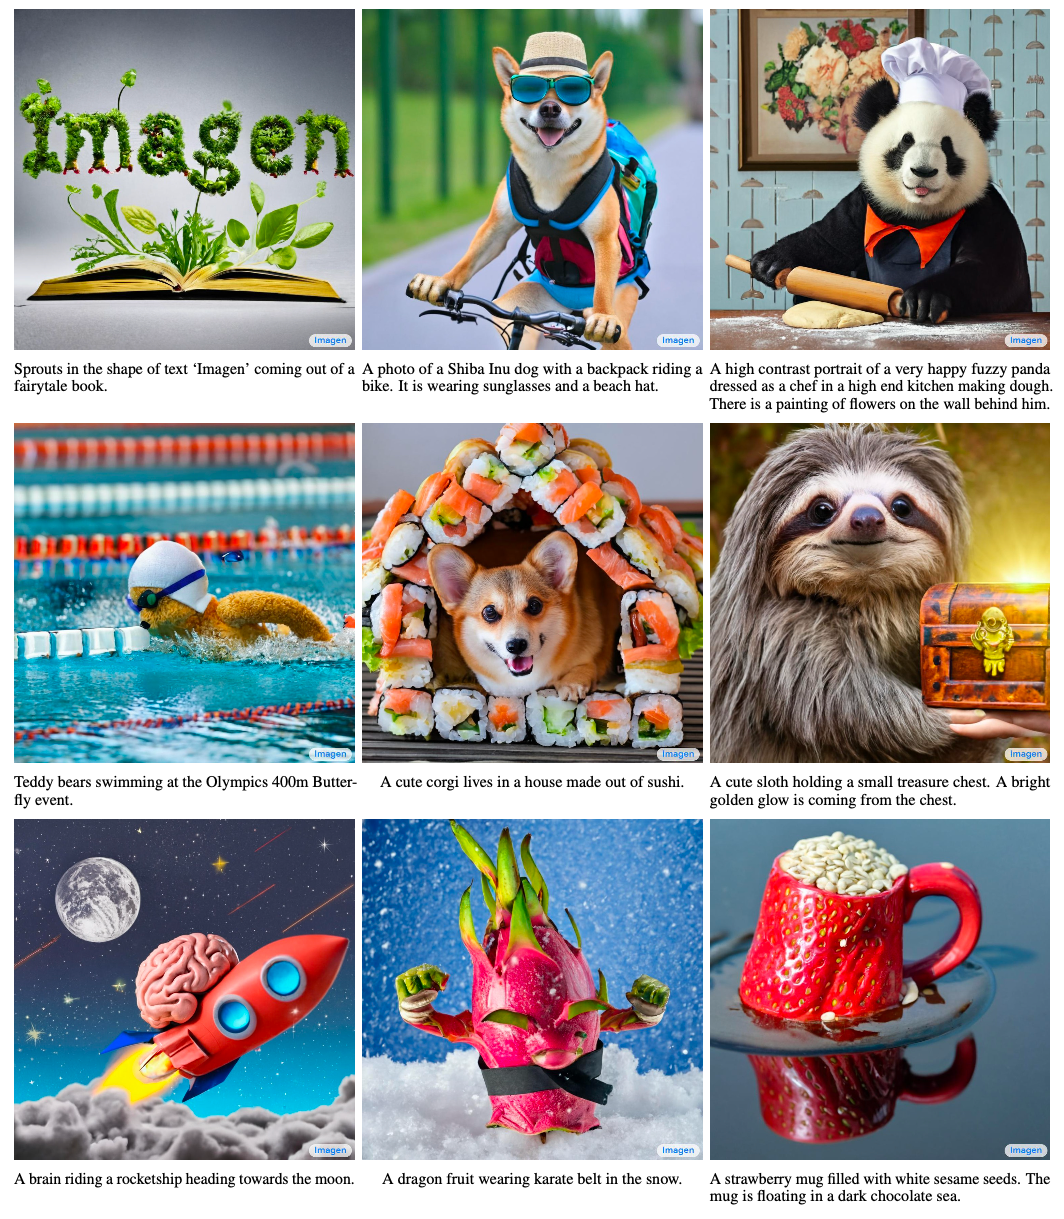 Imagen
Imagen
Imagen
Imagen
Sprouts in the shape of text ‘Imagen’ coming out of a
fairytale book.
A photo of a Shiba Inu dog with a backpack riding a
bike. It is wearing sunglasses and a beach hat.
A high contrast portrait of a very happy fuzzy panda
dressed as a chef in a high end kitchen making dough.
There is a painting of flowers on the wall behind him.
Imagen
Imagen
Imagen
Teddy bears swimming at the Olympics 400m Butter-
fly event.
A cute corgi lives in a house made out of sushi.
A cute sloth holding a small treasure chest. A bright
golden glow is coming from the chest.
Imagen
Imagen
Imagen
A brain riding a rocketship heading towards the moon.
A dragon fruit wearing karate belt in the snow.
A strawberry mug filled with white sesame seeds. The
mug is floating in a dark chocolate sea.